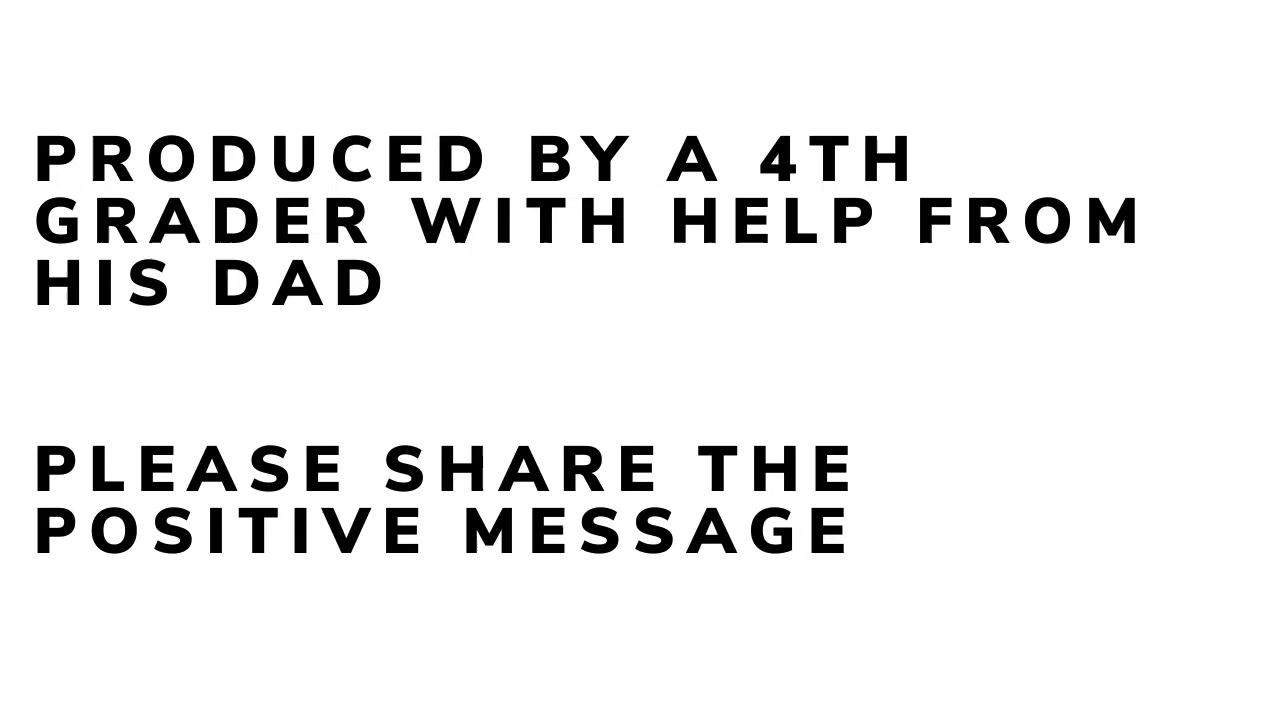 PRODUCED BY A 4TH
GRADER WITH HELP FROM
HIS DAD
PLEASE SHARE THE
POSITIVE MESSAGE